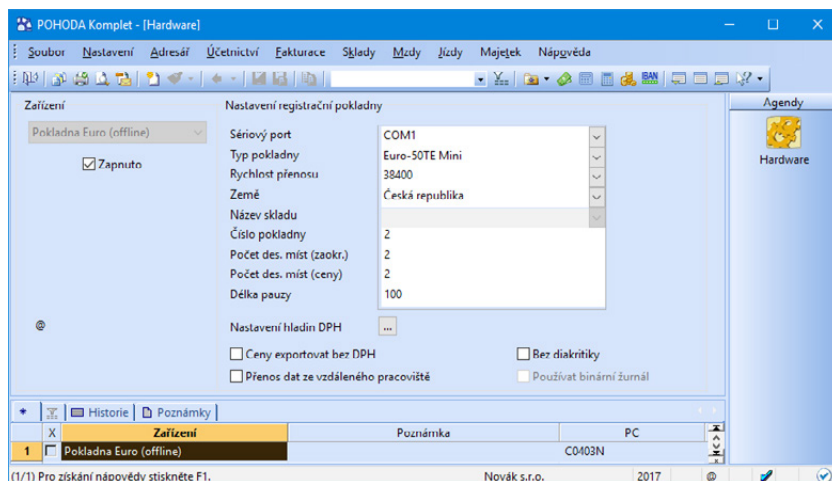 POHODA Komplet - [Hardware]
Soubor Nastavení Adresář Účetnictví Fakturace Sklady Mzdy Jízdy Majetek Nápověda
IBAN
Zařízení
Pokladna Euro (offline)
Zapnuto
@
Nastavení registrační pokladny
Sériový port COM1
Typ pokladny Euro-50TE Mini
Rychlost přenosu 38400
Země Česká republika
Název skladu
Číslo pokladny 2
Počet des. míst (zaokr.) 2
Počet des. míst (ceny) 2
Délka pauzy 100
Nastavení hladin DPH ...
Ceny exportovat bez DPH Bez diakritiky
Přenos dat ze vzdáleného pracoviště Používat binární žurnál
Agendy
Hardware
* Historie Poznámky
X Zařízení Poznámka PC
1 Pokladna Euro (offline) C0403N
(1/1) Pro získání nápovědy stiskněte F1. Novák s.r.o. 2017 @